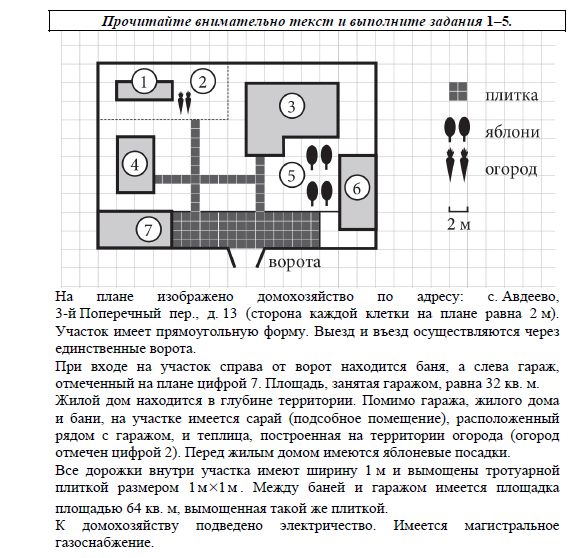 Прочитайте внимательно текст и выполните задания 1–5.
1
2
3
4
5
6
7
плитка
яблони
огород
2 м
ворота
На плане изображено домохозяйство по адресу: с. Авдеево,
3-й Поперечный пер., д. 13 (сторона каждой клетки на плане равна 2 м).
Участок имеет прямоугольную форму. Выезд и въезд осуществляются через
единственные ворота.
При входе на участок справа от ворот находится баня, а слева гараж,
отмеченный на плане цифрой 7. Площадь, занятая гаражом, равна 32 кв. м.
Жилой дом находится в глубине территории. Помимо гаража, жилого дома
и бани, на участке имеется сарай (подсобное помещение), расположенный
рядом с гаражом, и теплица, построенная на территории огорода (огород
отмечен цифрой 2). Перед жилым домом имеются яблоневые посадки.
Все дорожки внутри участка имеют ширину 1 м и вымощены тротуарной
плиткой размером 1 м × 1 м. Между баней и гаражом имеется площадка
площадью 64 кв. м, вымощенная такой же плиткой.
К домохозяйству подведено электричество. Имеется магистральное
газоснабжение.